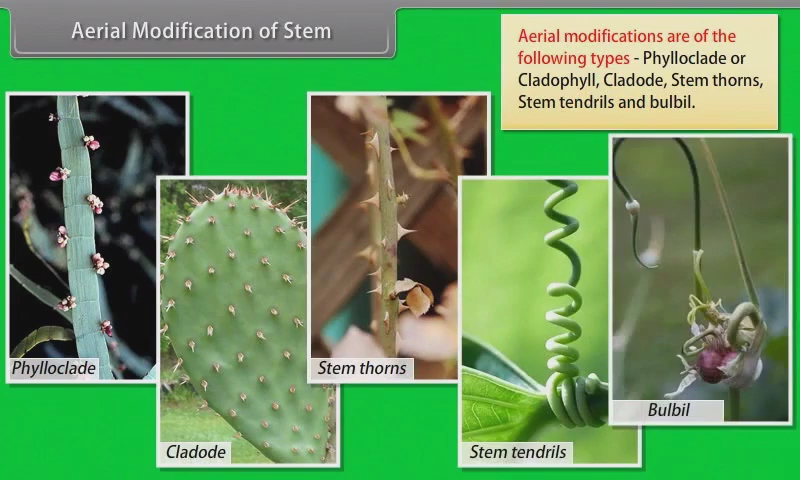 Aerial Modification of Stem
Aerial modifications are of the
following types - Phylloclade or
Cladophyll, Cladode, Stem thorns,
Stem tendrils and bulbil.
Phylloclade
Cladode
Stem thorns
Stem tendrils
Bulbil